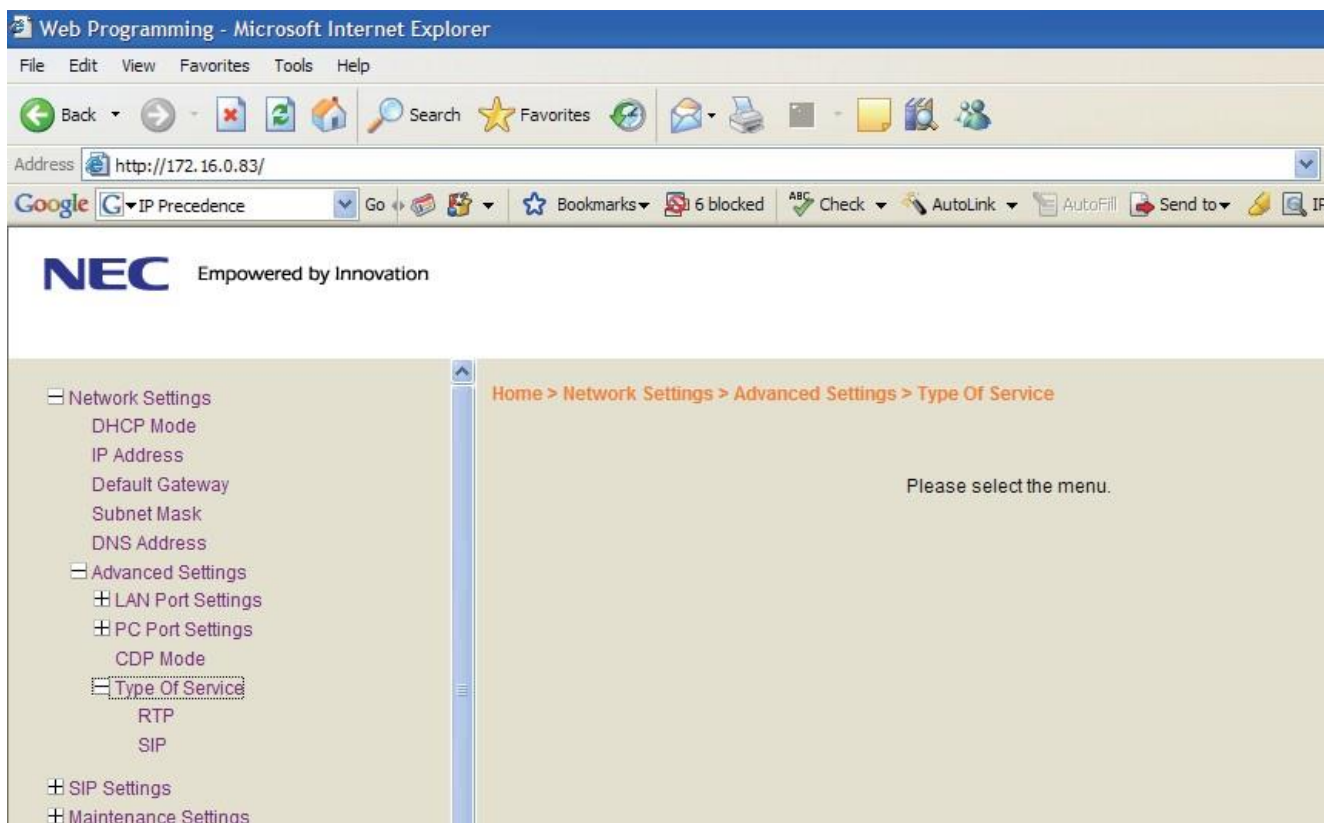 Web Programming - Microsoft Internet Explorer
File Edit View Favorites Tools Help
Back Search Favorites
Address http://172.16.0.83/
Google G IP Precedence Go Bookmarks 6 blocked ABC Check AutoLink AutoFill Send to
NEC Empowered by Innovation
Home > Network Settings > Advanced Settings > Type Of Service
Please select the menu.
Network Settings
DHCP Mode
IP Address
Default Gateway
Subnet Mask
DNS Address
Advanced Settings
LAN Port Settings
PC Port Settings
CDP Mode
Type Of Service
RTP
SIP
SIP Settings
Maintenance Settings